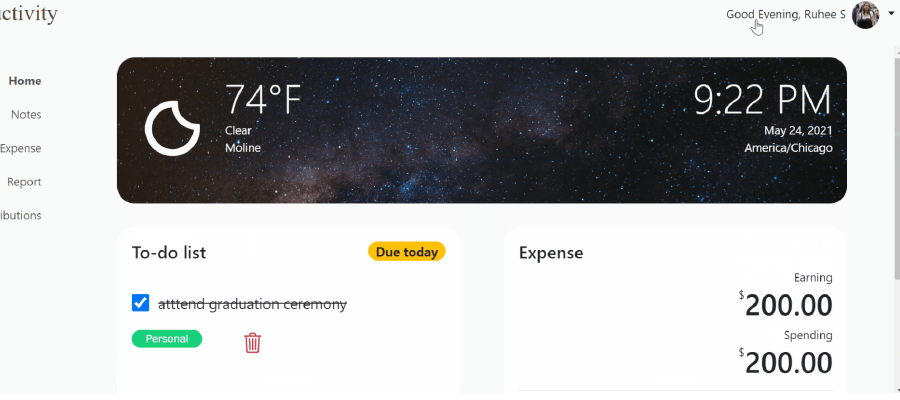 uctivity
Good Evening, Ruhee S
Home
Notes
Expense
Report
ibutions
74°F
Clear
Moline
9:22 PM
May 24, 2021
America/Chicago
To-do list
Due today
atttend graduation ceremony
Personal
Expense
Earning
$200.00
Spending
$200.00